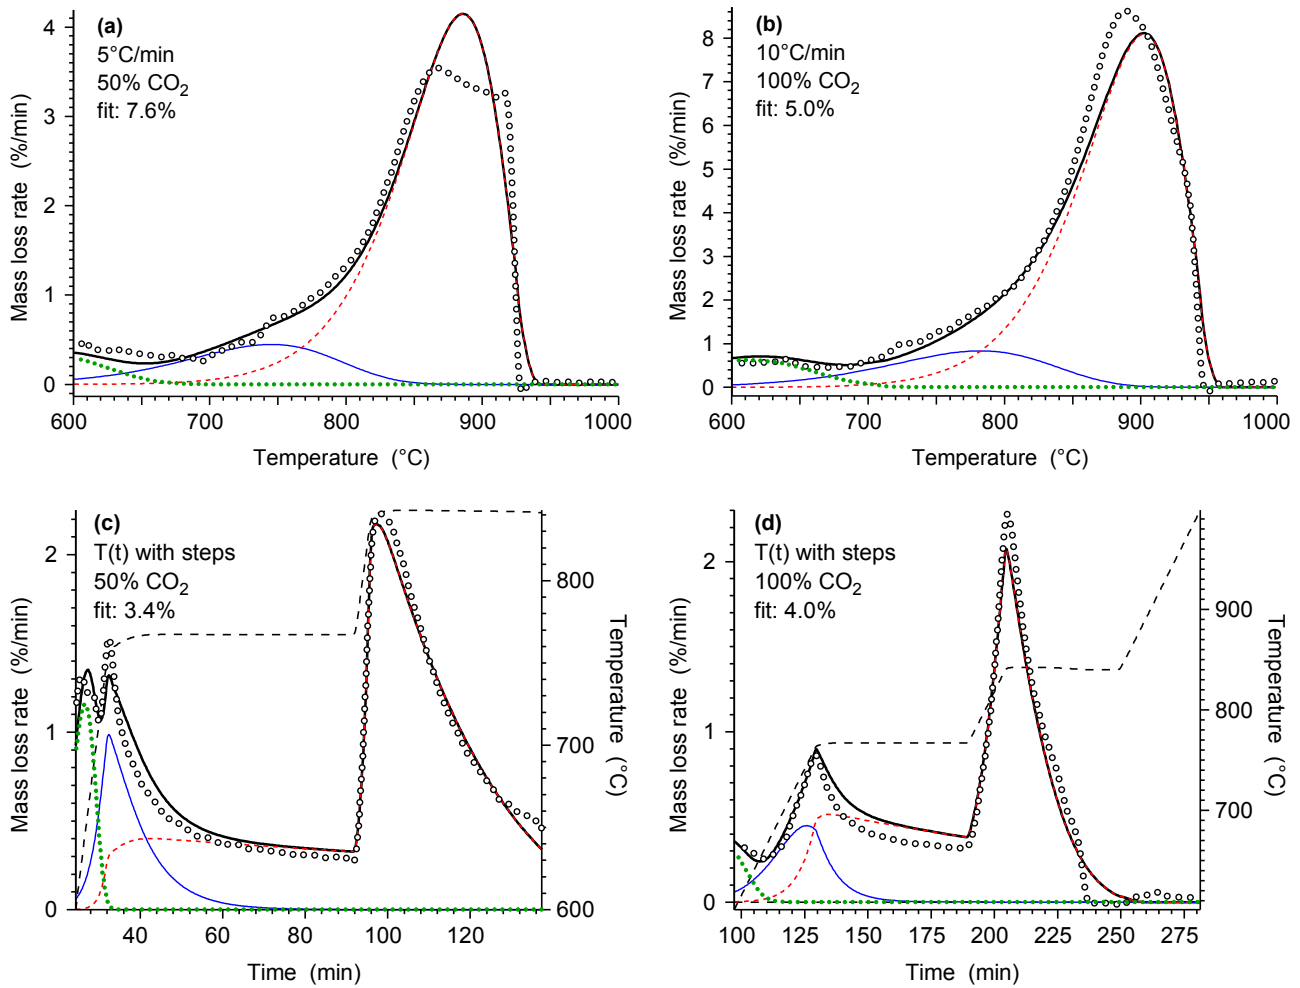 (a)
5°C/min
50% CO2
fit: 7.6%
Mass loss rate (%/min)
4
3
2
1
0
600
700
800
900
1000
Temperature (°C)
(b)
10°C/min
100% CO2
fit: 5.0%
Mass loss rate (%/min)
8
7
6
5
4
3
2
1
0
600
700
800
900
1000
Temperature (°C)
(c)
T(t) with steps
50% CO2
fit: 3.4%
Mass loss rate (%/min)
2
1
0
40
60
80
100
120
Time (min)
800
700
600
Temperature (°C)
(d)
T(t) with steps
100% CO2
fit: 4.0%
Mass loss rate (%/min)
2
1
0
100
125
150
175
200
225
250
275
Time (min)
900
800
700
Temperature (°C)